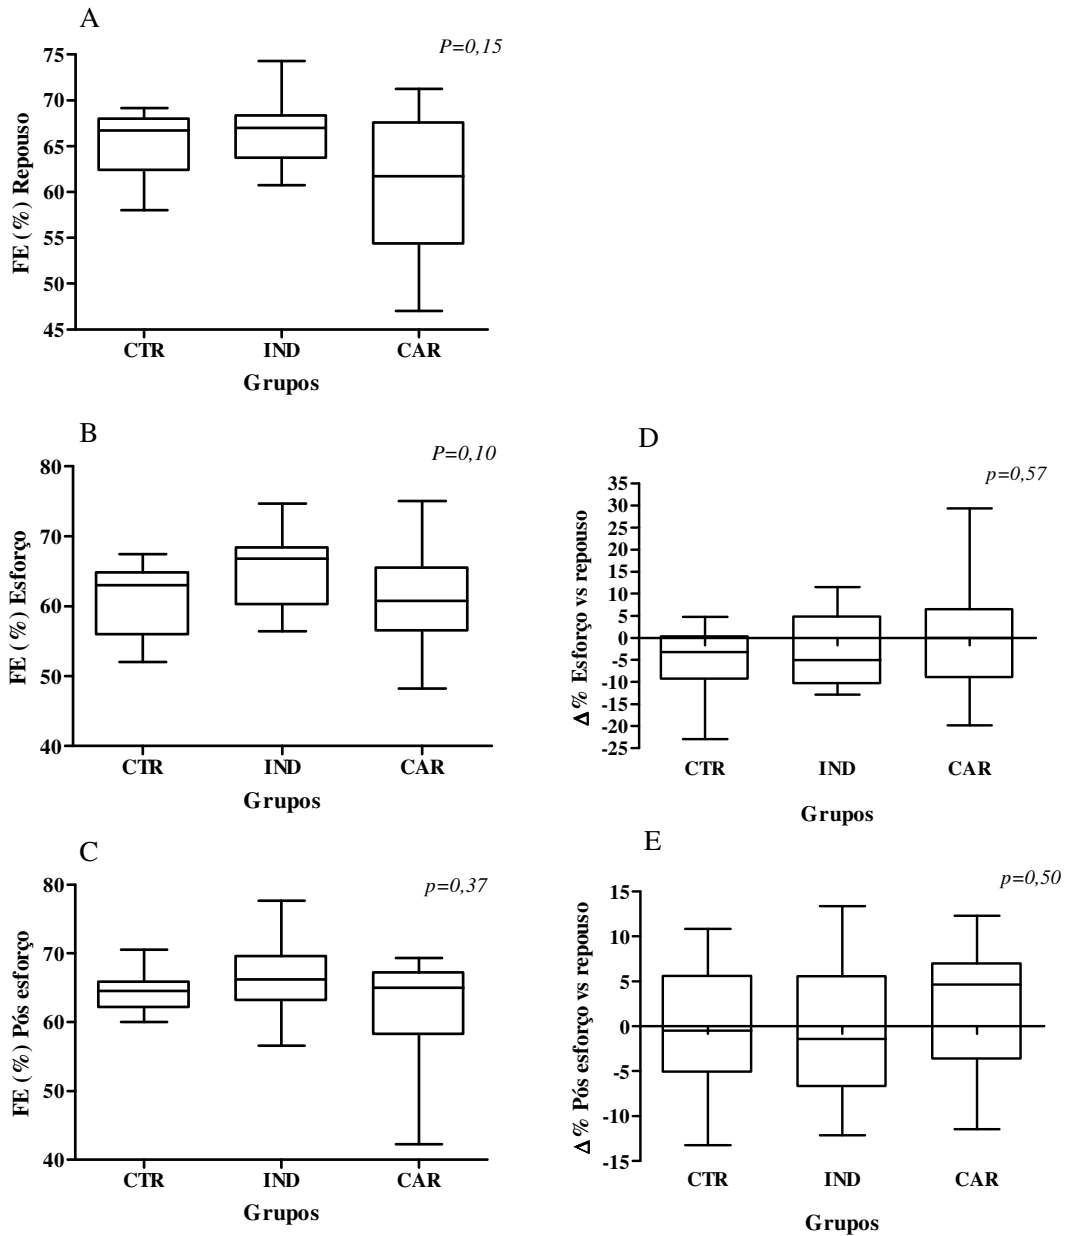 A
P=0,15
FE (%) Repouso
75
70
65
60
55
50
45
CTR IND CAR
Grupos
B
P=0,10
FE (%) Esforço
80
70
60
50
40
CTR IND CAR
Grupos
C
p=0,37
FE (%) Pós esforço
80
70
60
50
40
CTR IND CAR
Grupos
D
p=0,57
Δ% Esforço vs repouso
35
30
25
20
15
10
5
0
-5
-10
-15
-20
-25
CTR IND CAR
Grupos
E
p=0,50
Δ% Pós esforço vs repouso
15
10
5
0
-5
-10
-15
CTR IND CAR
Grupos